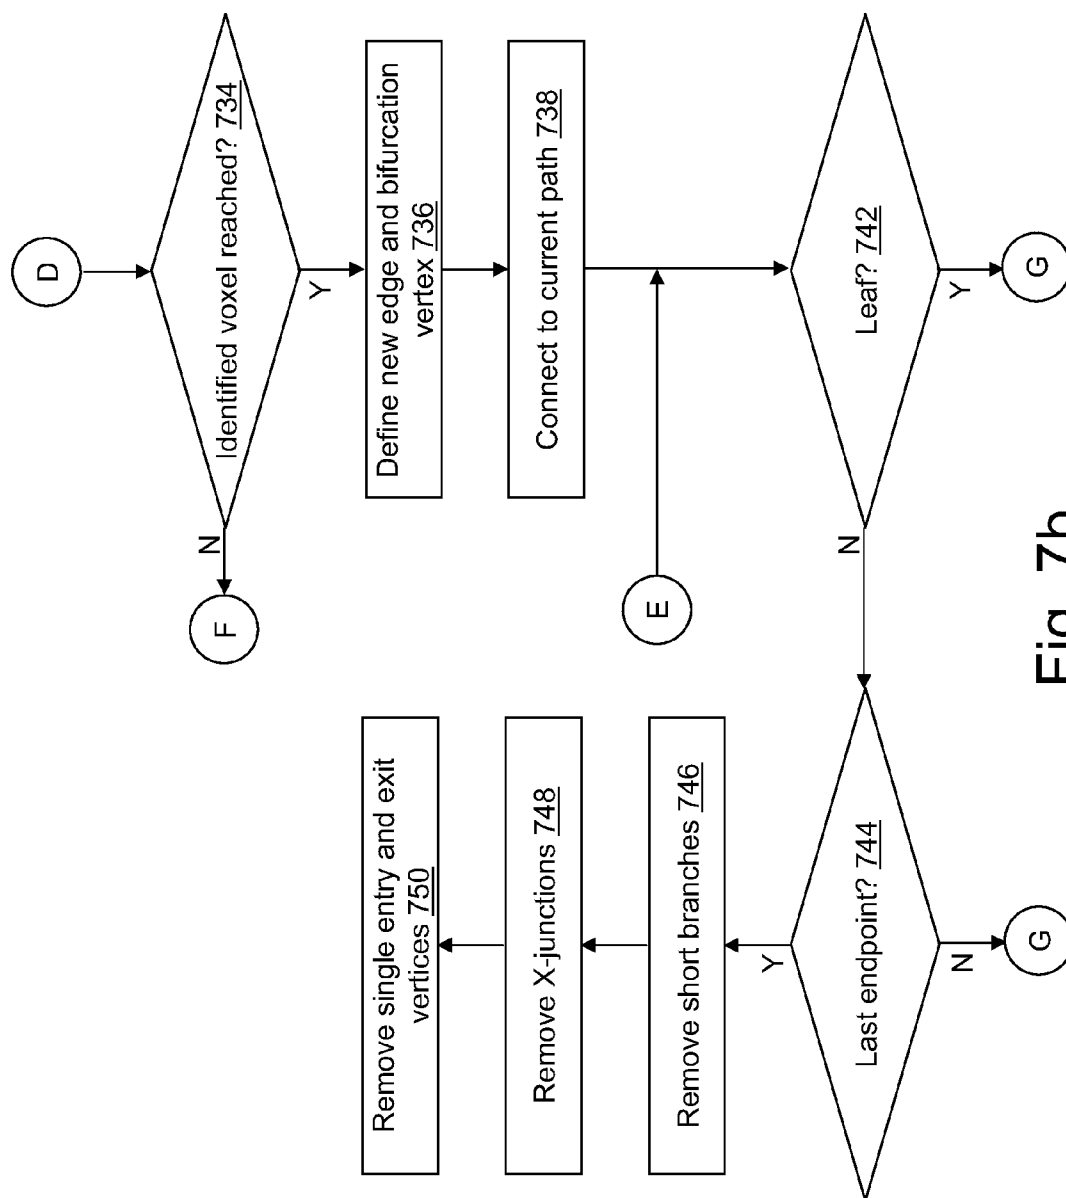 D
Identified voxel reached? 734
N
F
Y
Define new edge and bifurcation
vertex 736
Connect to current path 738
E
Leaf? 742
Y
G
N
Last endpoint? 744
N
G
Y
Remove short branches 746
Remove X-junctions 748
Remove single entry and exit
vertices 750
Fig. 7b